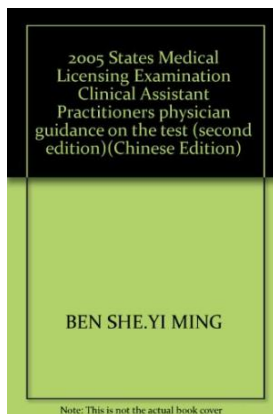 2005 States Medical
Licensing Examination
Clinical Assistant
Practitioners physician
guidance on the test (second
edition)(Chinese Edition)
BEN SHE.YI MING
Note: This is not the actual book cover